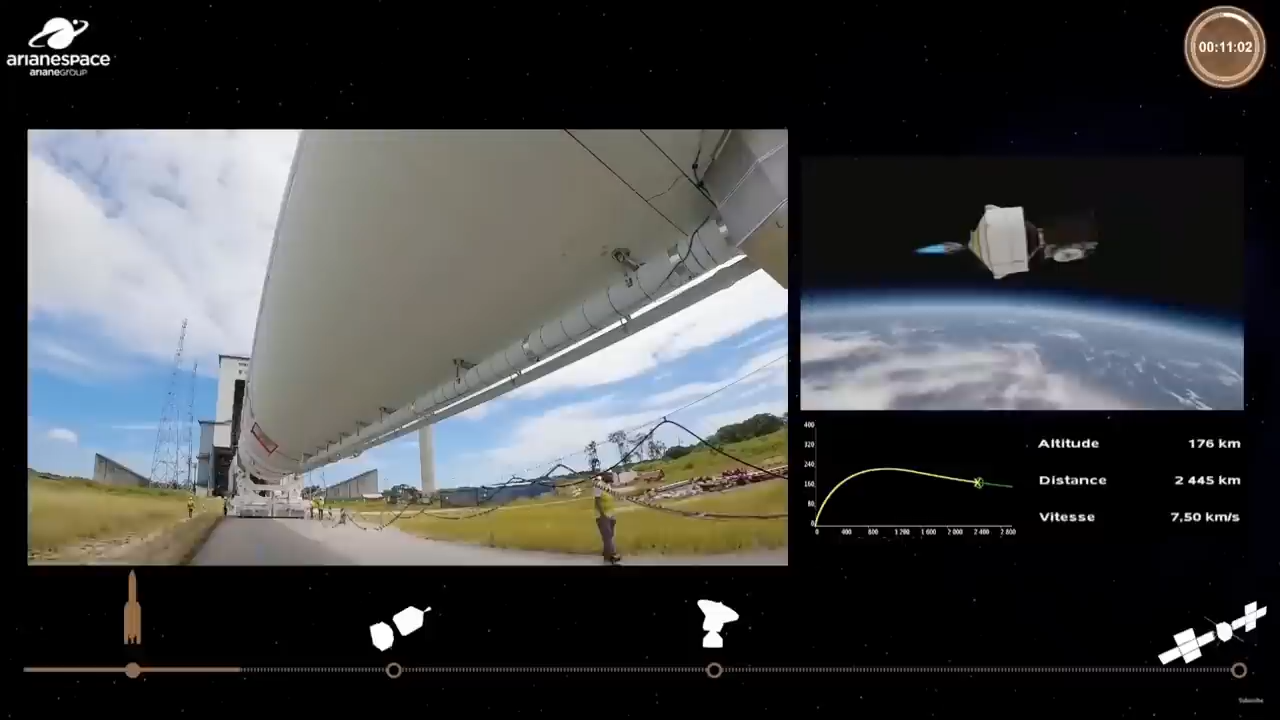 arianespace
arianeGROUP
00:11:02
400
320
240
160
80
0
0 400 800 1 200 1 600 2 000 2 400 2 800
Altitude 176 km
Distance 2 445 km
Vitesse 7,50 km/s
Subscribe